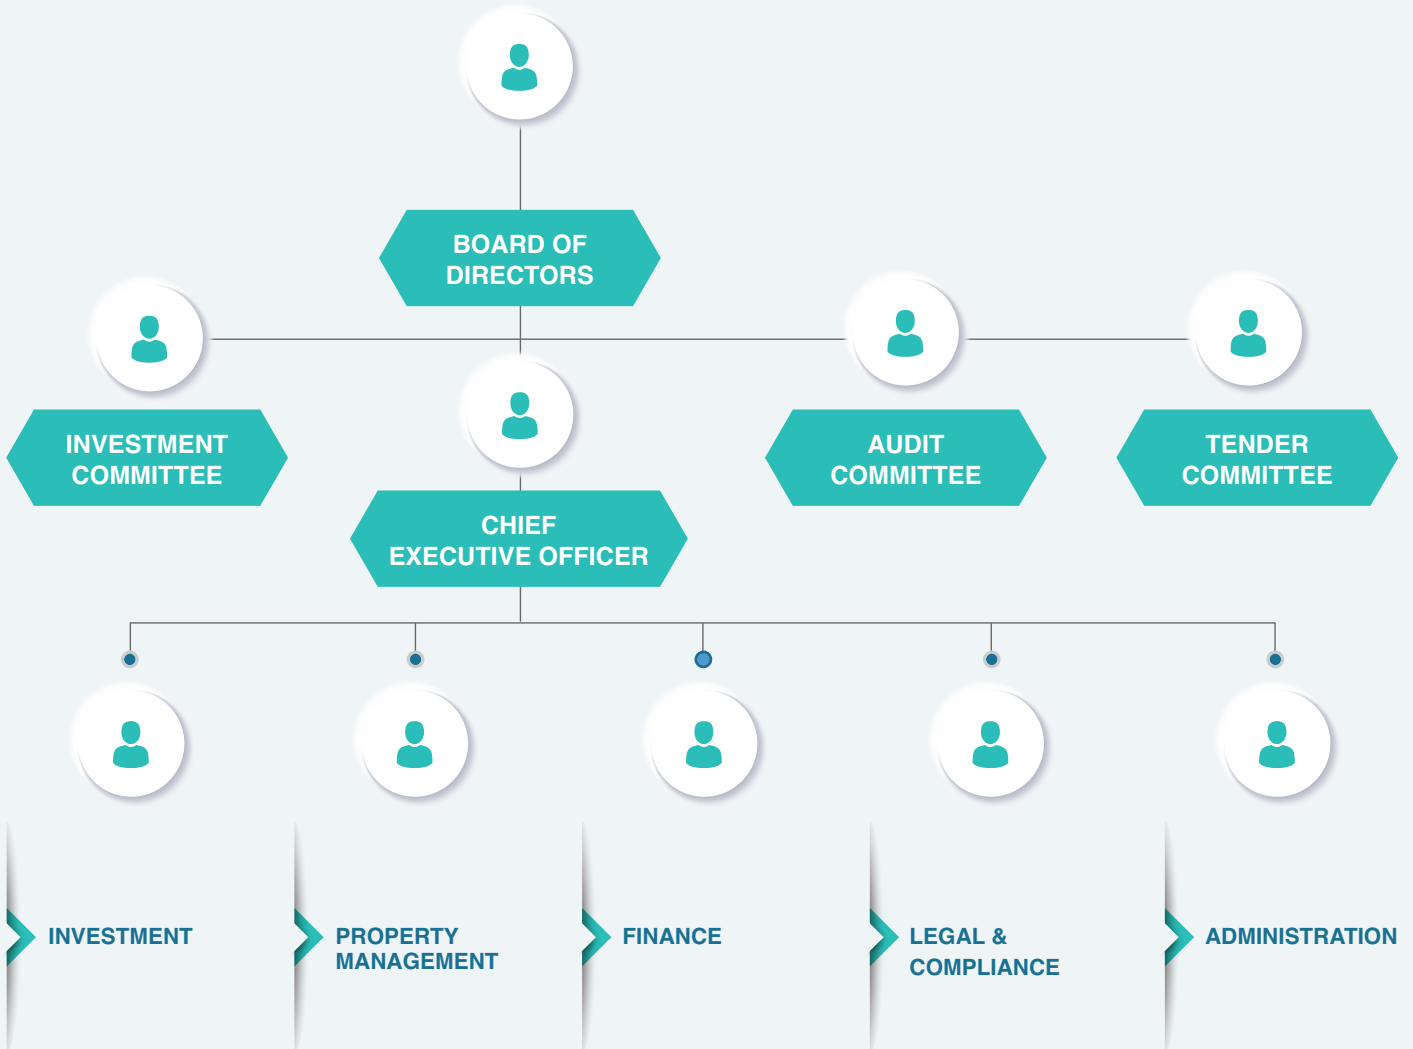 BOARD OF
DIRECTORS
INVESTMENT
COMMITTEE
AUDIT
COMMITTEE
TENDER
COMMITTEE
CHIEF
EXECUTIVE OFFICER
INVESTMENT
PROPERTY
MANAGEMENT
FINANCE
LEGAL &
COMPLIANCE
ADMINISTRATION